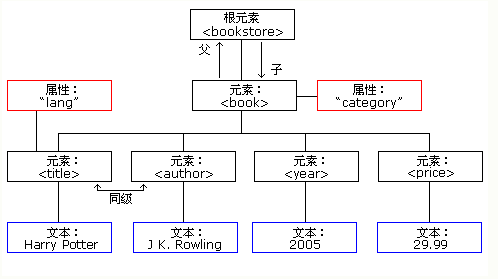 根元素
<bookstore>
父
子
属性：
"lang"
元素：
<book>
属性：
"category"
元素：
<title>
元素：
<author>
元素：
<year>
元素：
<price>
同级
文本：
Harry Potter
文本：
J K. Rowling
文本：
2005
文本：
29.99